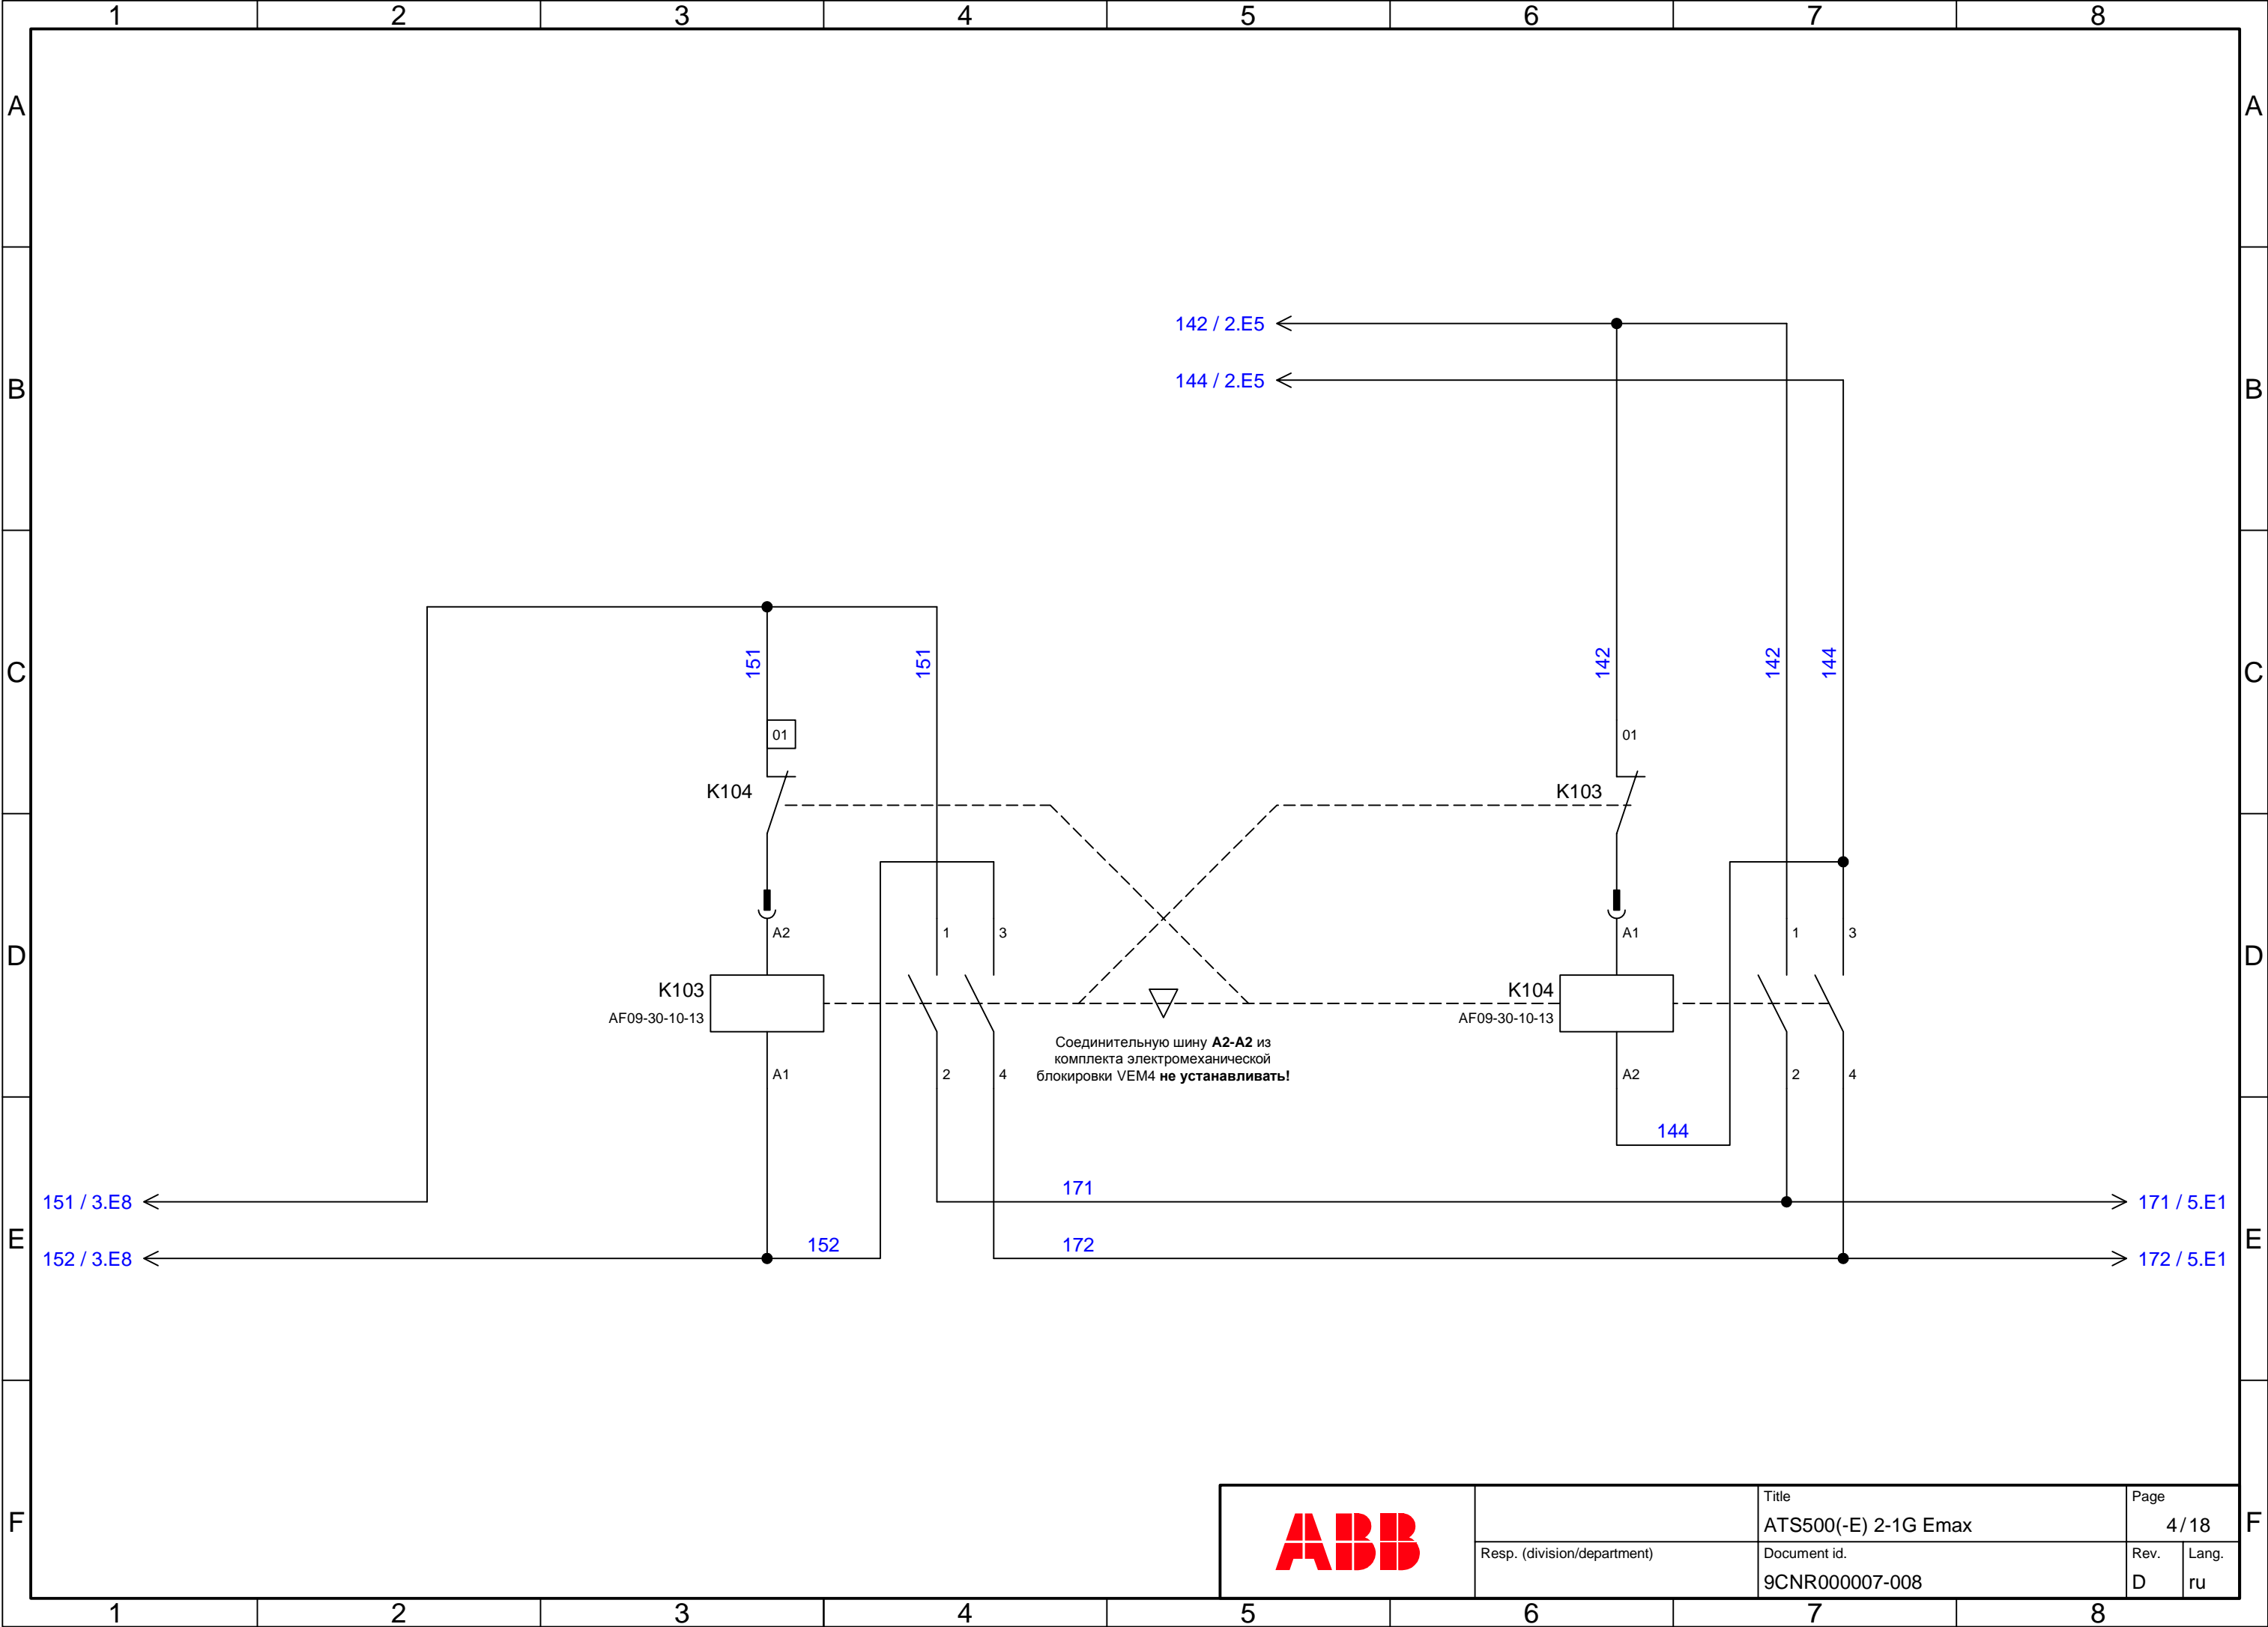 1 2 3 4 5 6 7 8
A A
142 / 2.E5
144 / 2.E5
B B
151 151 142 142 144
C C
01 01
K104 K103
A2 1 3 A1 1 3
D D
K103 K104
AF09-30-10-13 AF09-30-10-13
Соединительную шину A2-A2 из
комплекта электромеханической
блокировки VEM4 не устанавливать!
A1 2 4 A2 2 4
144
171
151 / 3.E8 171 / 5.E1
E E
152 172
152 / 3.E8 172 / 5.E1
ABB
Title
ATS500(-E) 2-1G Emax
Page
4/18
F F
Resp. (division/department)
Document id.
9CNR000007-008
Rev.
D
Lang.
ru
1 2 3 4 5 6 7 8